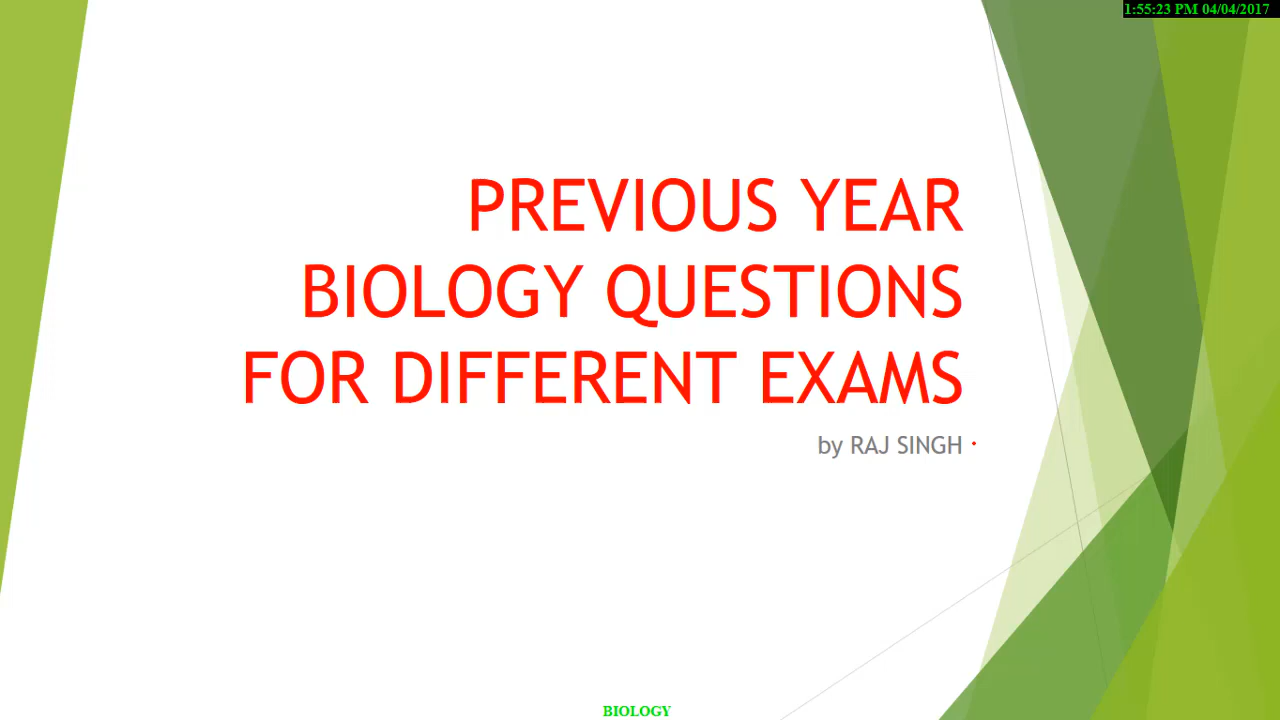 1:55:23 PM 04/04/2017
PREVIOUS YEAR
BIOLOGY QUESTIONS
FOR DIFFERENT EXAMS
by RAJ SINGH
BIOLOGY